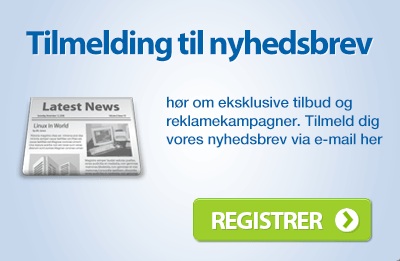 Tilmelding til nyhedsbrev
Latest News
Linux in World
hør om eksklusive tilbud og
reklamekampagner. Tilmeld dig
vores nyhedsbrev via e-mail her
REGISTRER